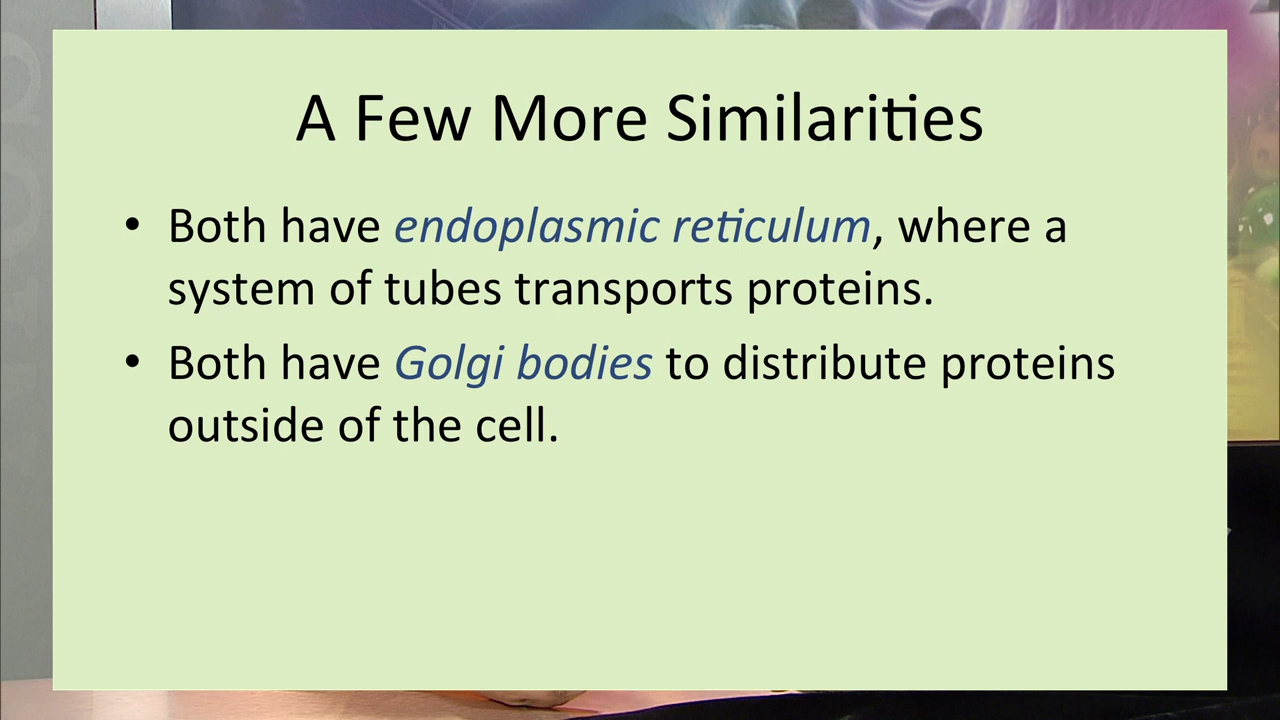 A Few More Similarities
• Both have endoplasmic reticulum, where a
system of tubes transports proteins.
• Both have Golgi bodies to distribute proteins
outside of the cell.